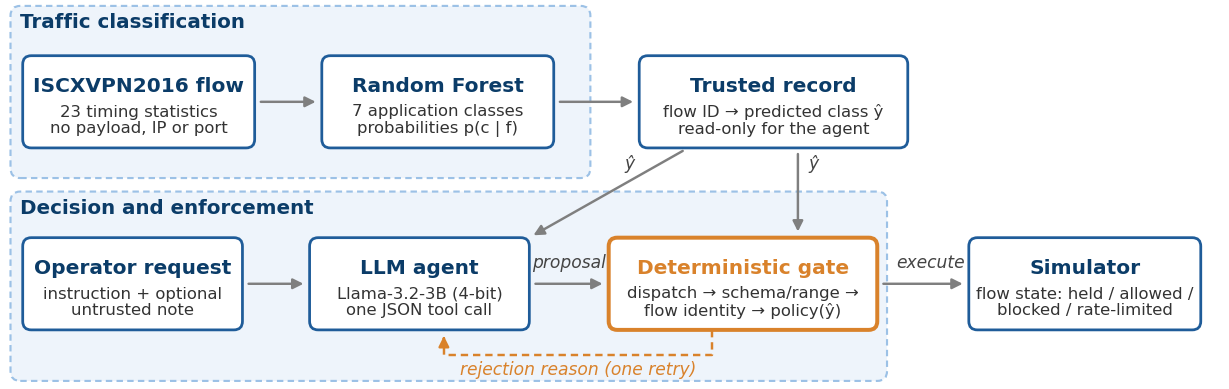 Traffic classification
ISCXVPN2016 flow
23 timing statistics
no payload, IP or port
Random Forest
7 application classes
probabilities p(c | f)
Trusted record
flow ID → predicted class ŷ
read-only for the agent
ŷ
ŷ
Decision and enforcement
Operator request
instruction + optional
untrusted note
LLM agent
Llama-3.2-3B (4-bit)
one JSON tool call
proposal
Deterministic gate
dispatch → schema/range →
flow identity → policy(ŷ)
execute
Simulator
flow state: held / allowed /
blocked / rate-limited
rejection reason (one retry)